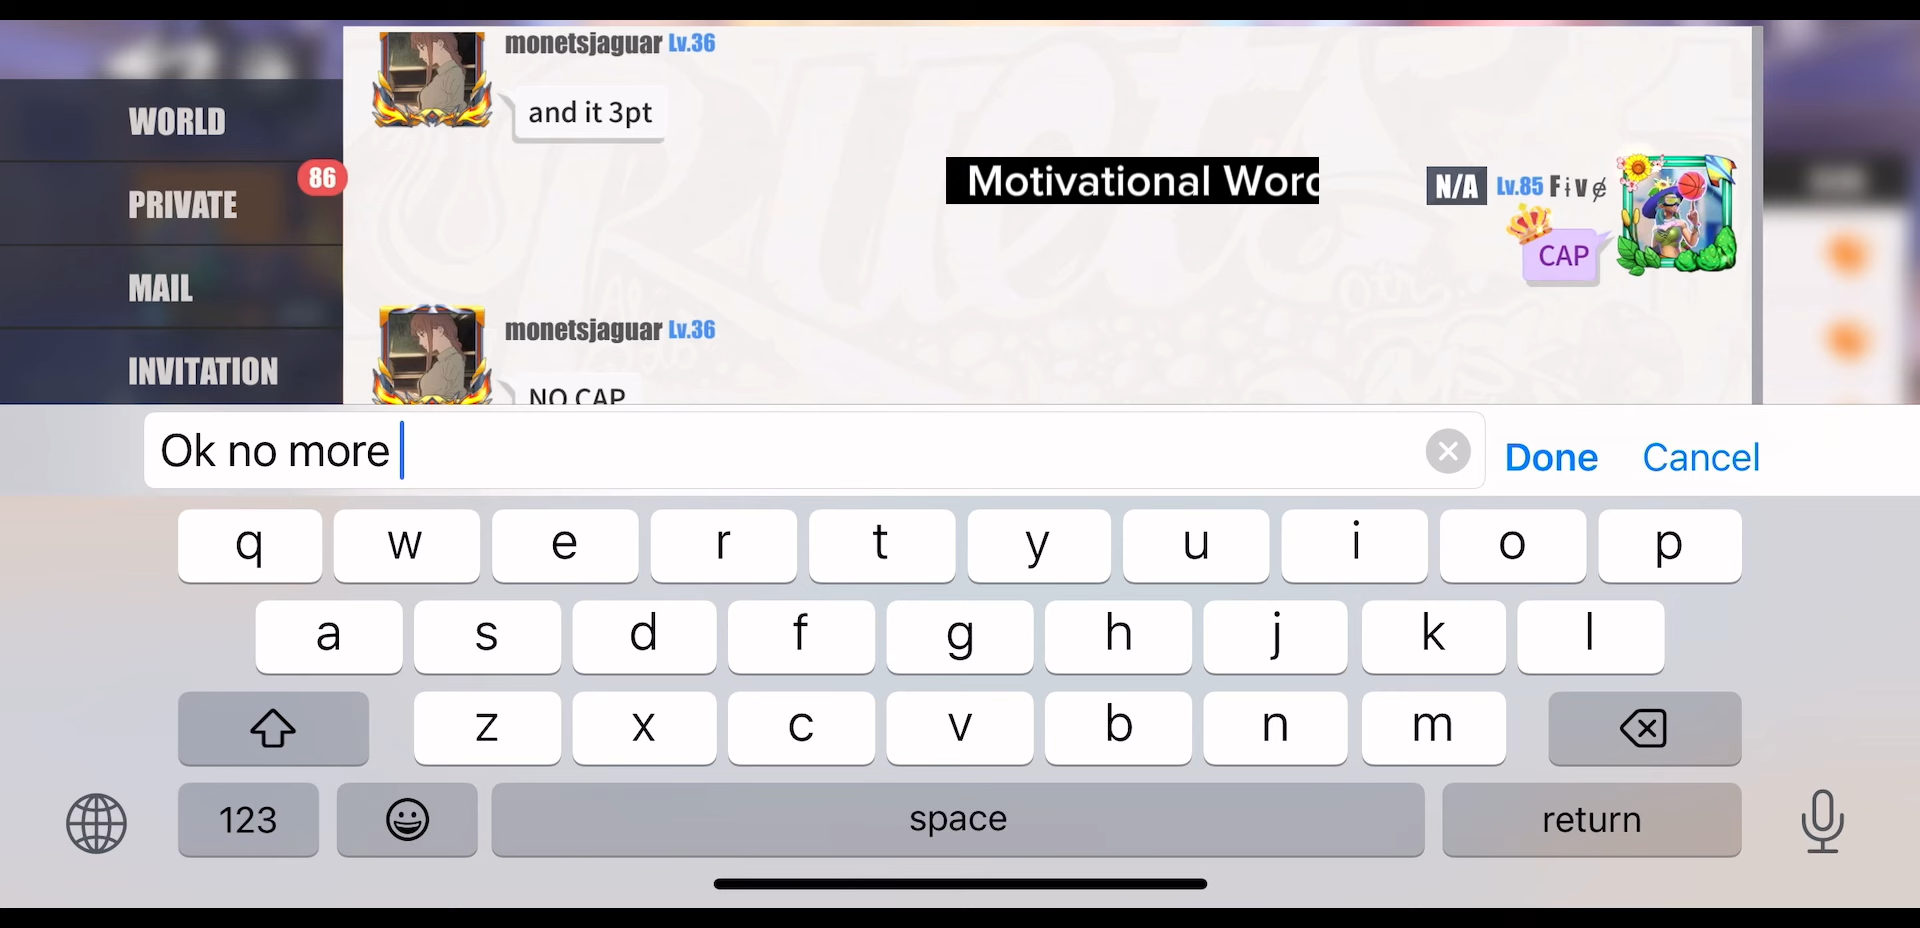 monetsjaguar Lv.36
and it 3pt
WORLD
86
PRIVATE
MAIL
INVITATION
Motivational Word
N/A Lv.85 Fivé
CAP
monetsjaguar Lv.36
NO CAP
Ok no more
Done
Cancel
q w e r t y u i o p
a s d f g h j k l
z x c v b n m
123
space
return